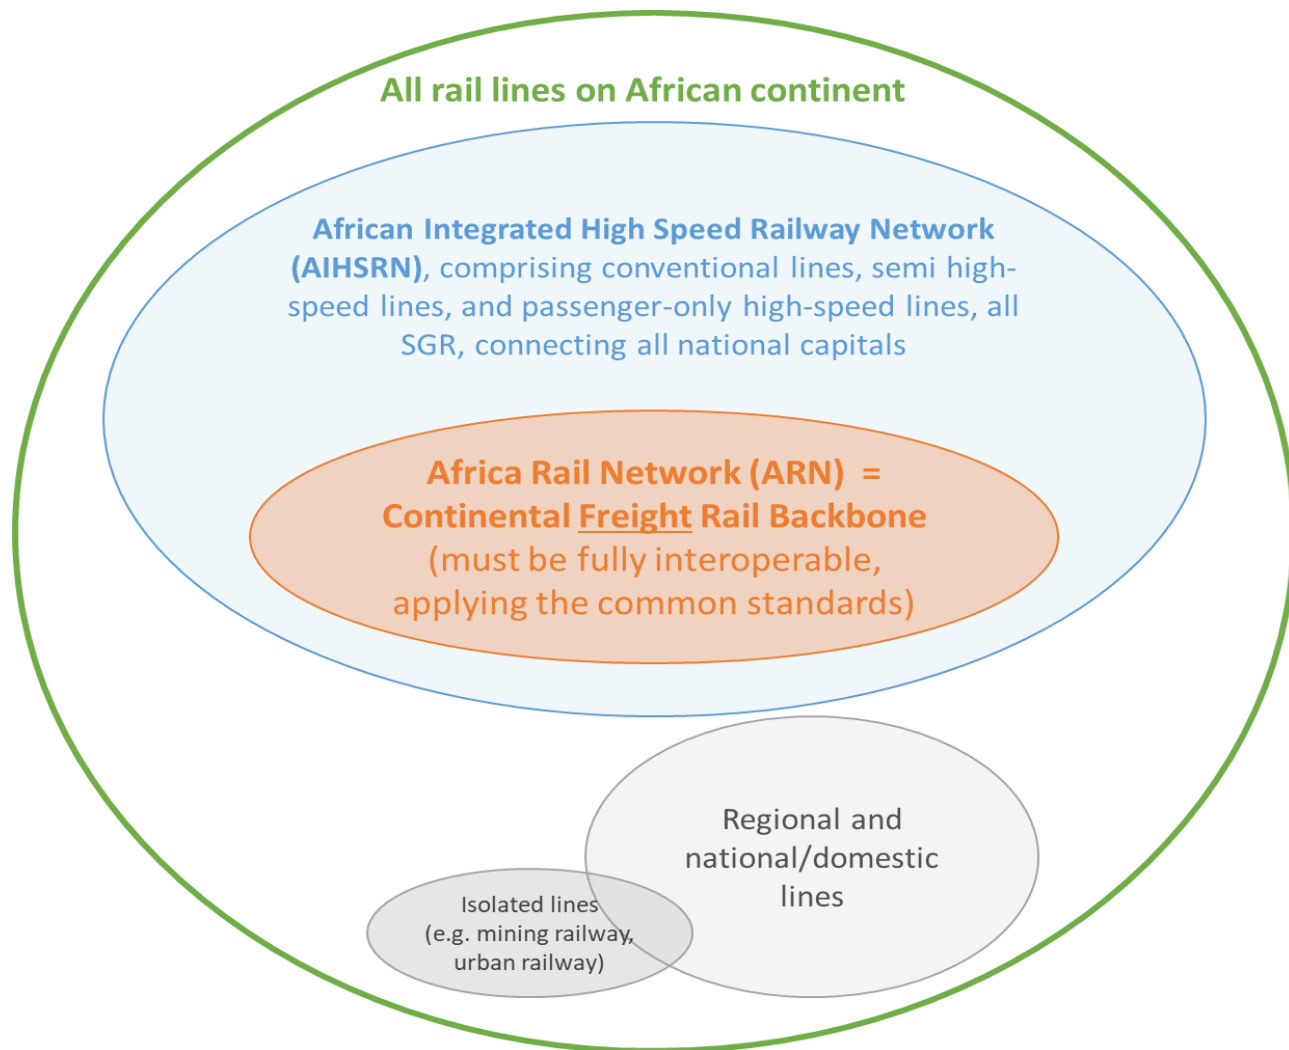 All rail lines on African continent
African Integrated High Speed Railway Network
(AIHSRN), comprising conventional lines, semi high-
speed lines, and passenger-only high-speed lines, all
SGR, connecting all national capitals
Africa Rail Network (ARN) =
Continental Freight Rail Backbone
(must be fully interoperable,
applying the common standards)
Regional and
national/domestic
lines
Isolated lines
(e.g. mining railway,
urban railway)